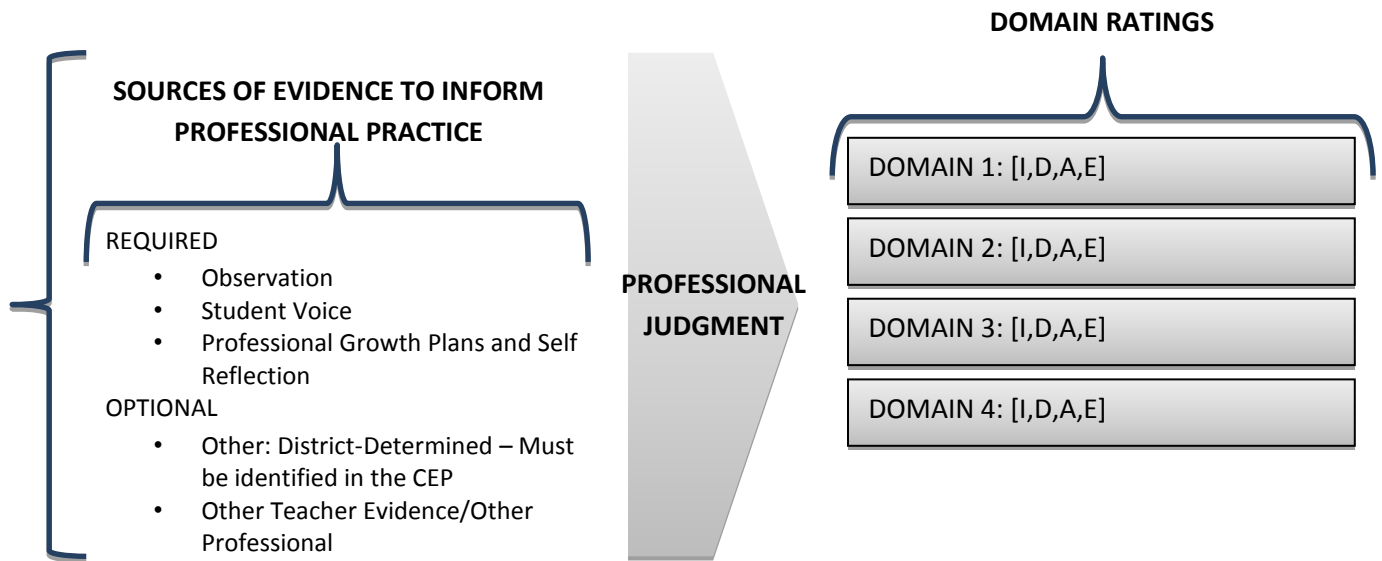 SOURCES OF EVIDENCE TO INFORM
PROFESSIONAL PRACTICE
REQUIRED
• Observation
• Student Voice
• Professional Growth Plans and Self
Reflection
OPTIONAL
• Other: District-Determined – Must
be identified in the CEP
• Other Teacher Evidence/Other
Professional
PROFESSIONAL
JUDGMENT
DOMAIN RATINGS
DOMAIN 1: [I,D,A,E]
DOMAIN 2: [I,D,A,E]
DOMAIN 3: [I,D,A,E]
DOMAIN 4: [I,D,A,E]